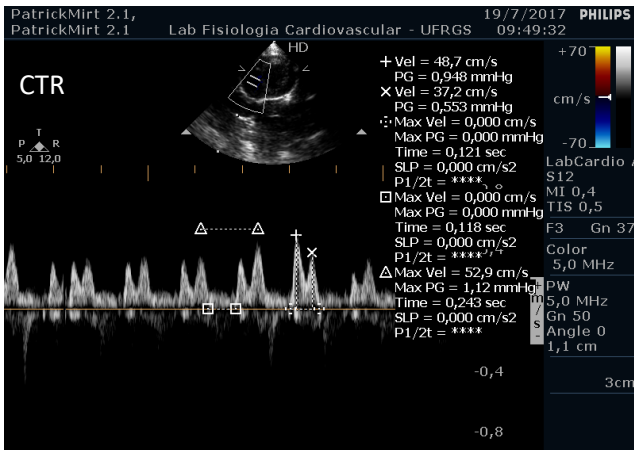 PatrickMirt 2.1, 19/7/2017 PHILIPS
PatrickMirt 2.1 Lab Fisiologia Cardiovascular - UFRGS 09:49:32
HD
CTR
T
P R
5,0 12,0
+ Vel = 48,7 cm/s
PG = 0,948 mmHg
× Vel = 37,2 cm/s
PG = 0,553 mmHg
Max Vel = 0,000 cm/s
Max PG = 0,000 mmHg
Time = 0,121 sec
SLP = 0,000 cm/s2
P1/2t = ****
Max Vel = 0,000 cm/s
Max PG = 0,000 mmHg
Time = 0,118 sec
SLP = 0,000 cm/s2
P1/2t = ****
Max Vel = 52,9 cm/s
Max PG = 1,12 mmHg
Time = 0,243 sec
SLP = 0,000 cm/s2
P1/2t = ****
+
m
/
s
-
-0,4
-0,8
+70
cm/s
-70
LabCardio
S12
MI 0,4
TIS 0,5
F3 Gn 37
Color
5,0 MHz
PW
5,0 MHz
Gn 50
Angle 0
1,1 cm
3cm